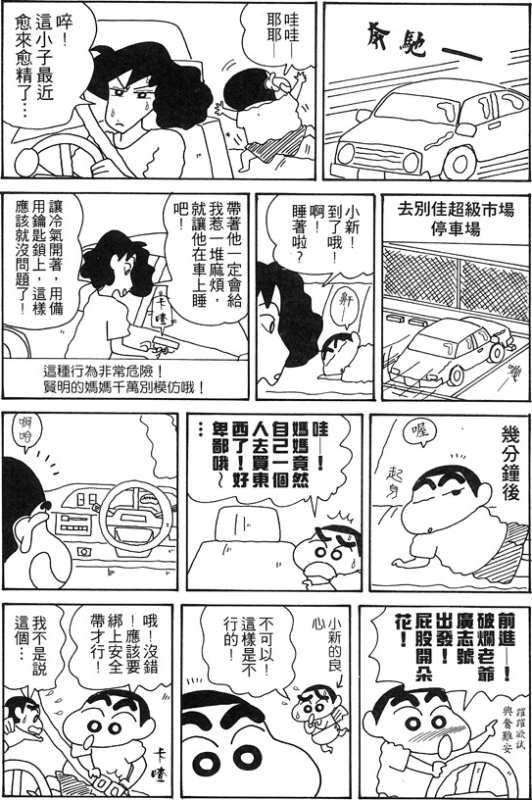 奔馳—
哇哇—
耶耶—
啐!
這小子最近
愈來愈精了…
去別佳超級市場
停車場
小新!
到了哦!
啊!
睡著啦?
鼾—
帶著他一定會給
我惹一堆麻煩,
就讓他在車上睡
吧!
卡喳
讓冷氣開著,用備
用鑰匙鎖上,這樣
應該就沒問題了!
這種行為非常危險!
賢明的媽媽千萬別模仿哦!
幾分鐘後
喔
起身
哇—!
媽媽竟然
自己一個
人去買東
西了!好
卑鄙哦~
…
啊哈
前進—!
破爛老爺
廣志號
出發!
屁股開朵
花!
躍躍欲試
興奮難安
小新的良
心
不可以!
這樣是不
行的!
哦!沒錯
!應該要
綁上安全
帶才行!
卡喳
我不是說
這個…